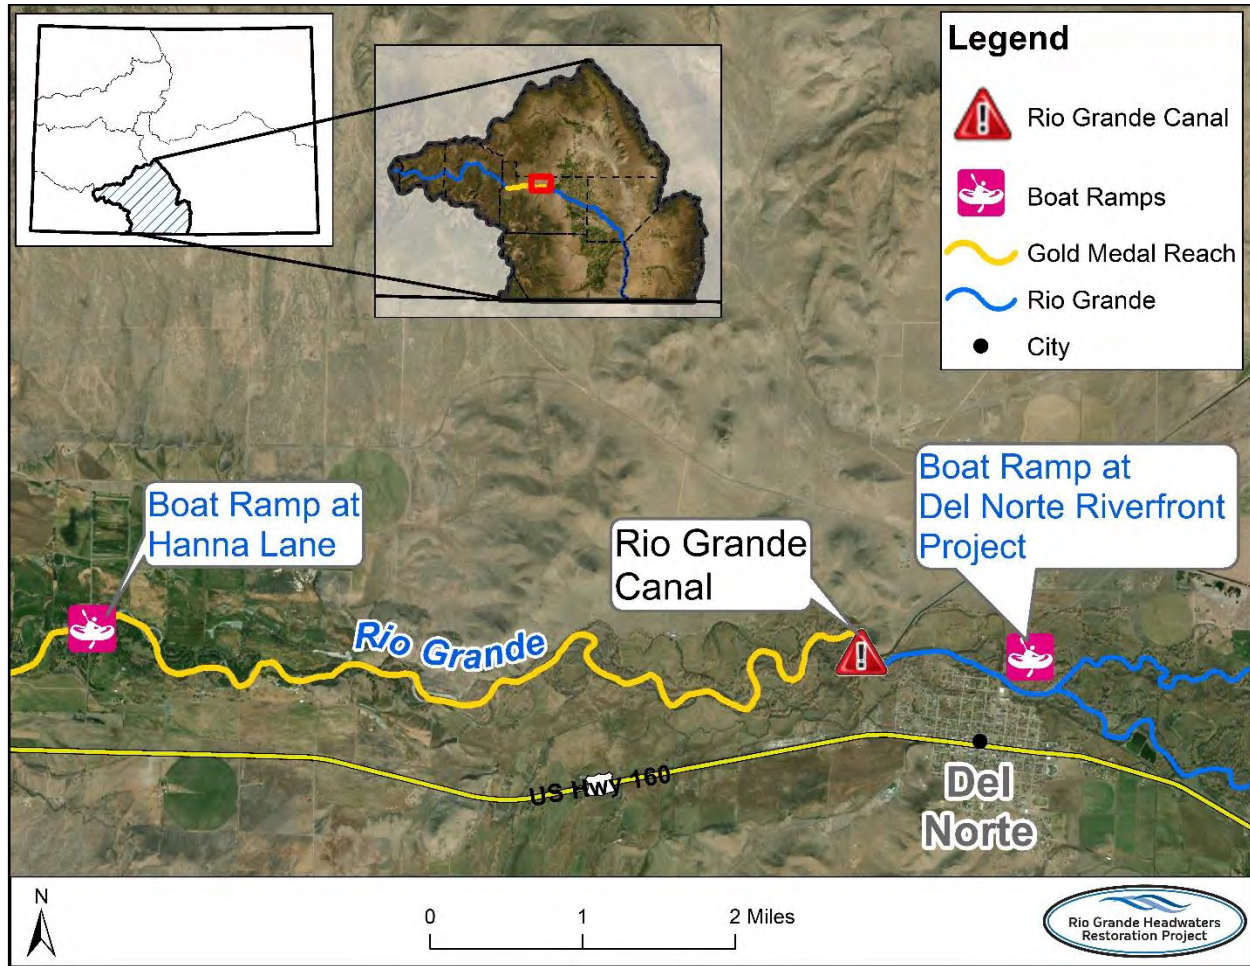 Legend
Rio Grande Canal
Boat Ramps
Gold Medal Reach
Rio Grande
City
Boat Ramp at
Hanna Lane
Rio Grande
Rio Grande
Canal
Boat Ramp at
Del Norte Riverfront
Project
US Hwy 160
Del
Norte
N
0 1 2 Miles
Rio Grande Headwaters
Restoration Project